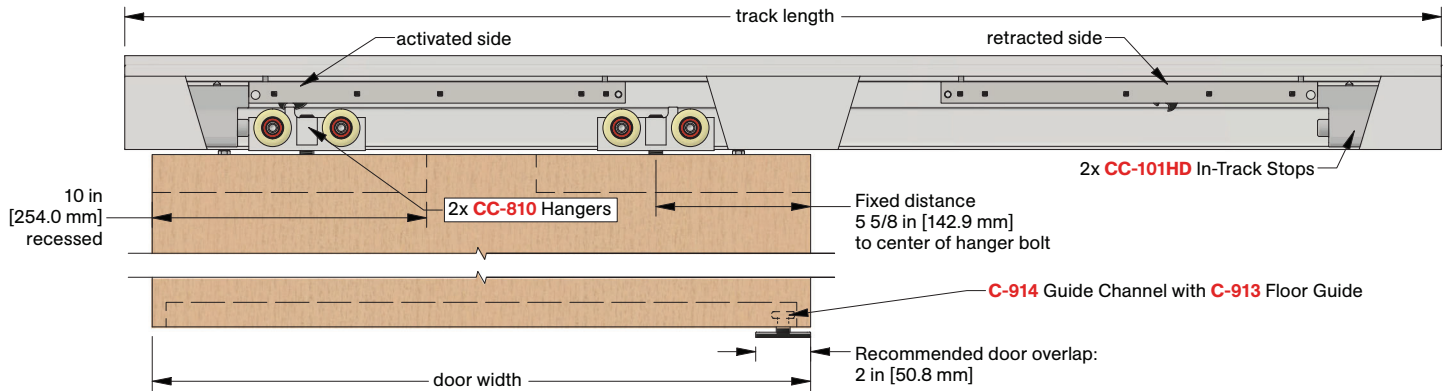 track length
activated side
retracted side
2x CC-101HD In-Track Stops
10 in
[254.0 mm]
recessed
2x CC-810 Hangers
Fixed distance
5 5/8 in [142.9 mm]
to center of hanger bolt
C-914 Guide Channel with C-913 Floor Guide
Recommended door overlap:
2 in [50.8 mm]
door width